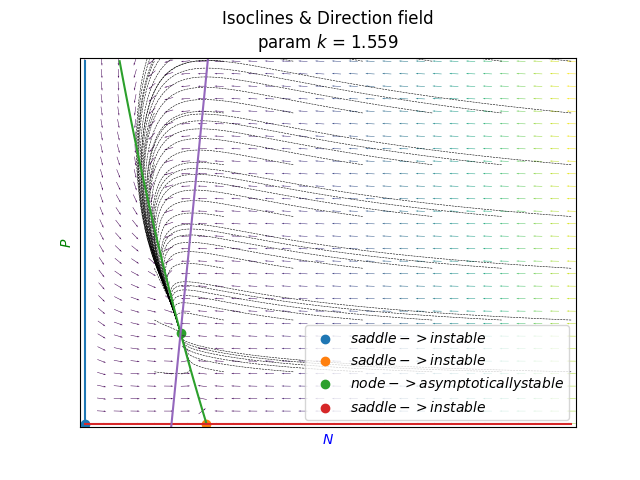 Isoclines & Direction field
param k = 1.559
P
saddle -> instable
saddle -> instable
node -> asymptoticallystable
saddle -> instable
N